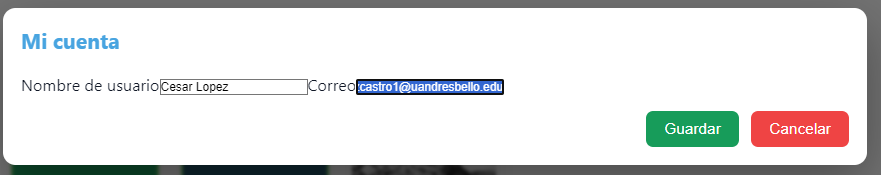 Mi cuenta
Nombre de usuario Cesar Lopez Correo :castro1@uandresbello.edu
Guardar Cancelar